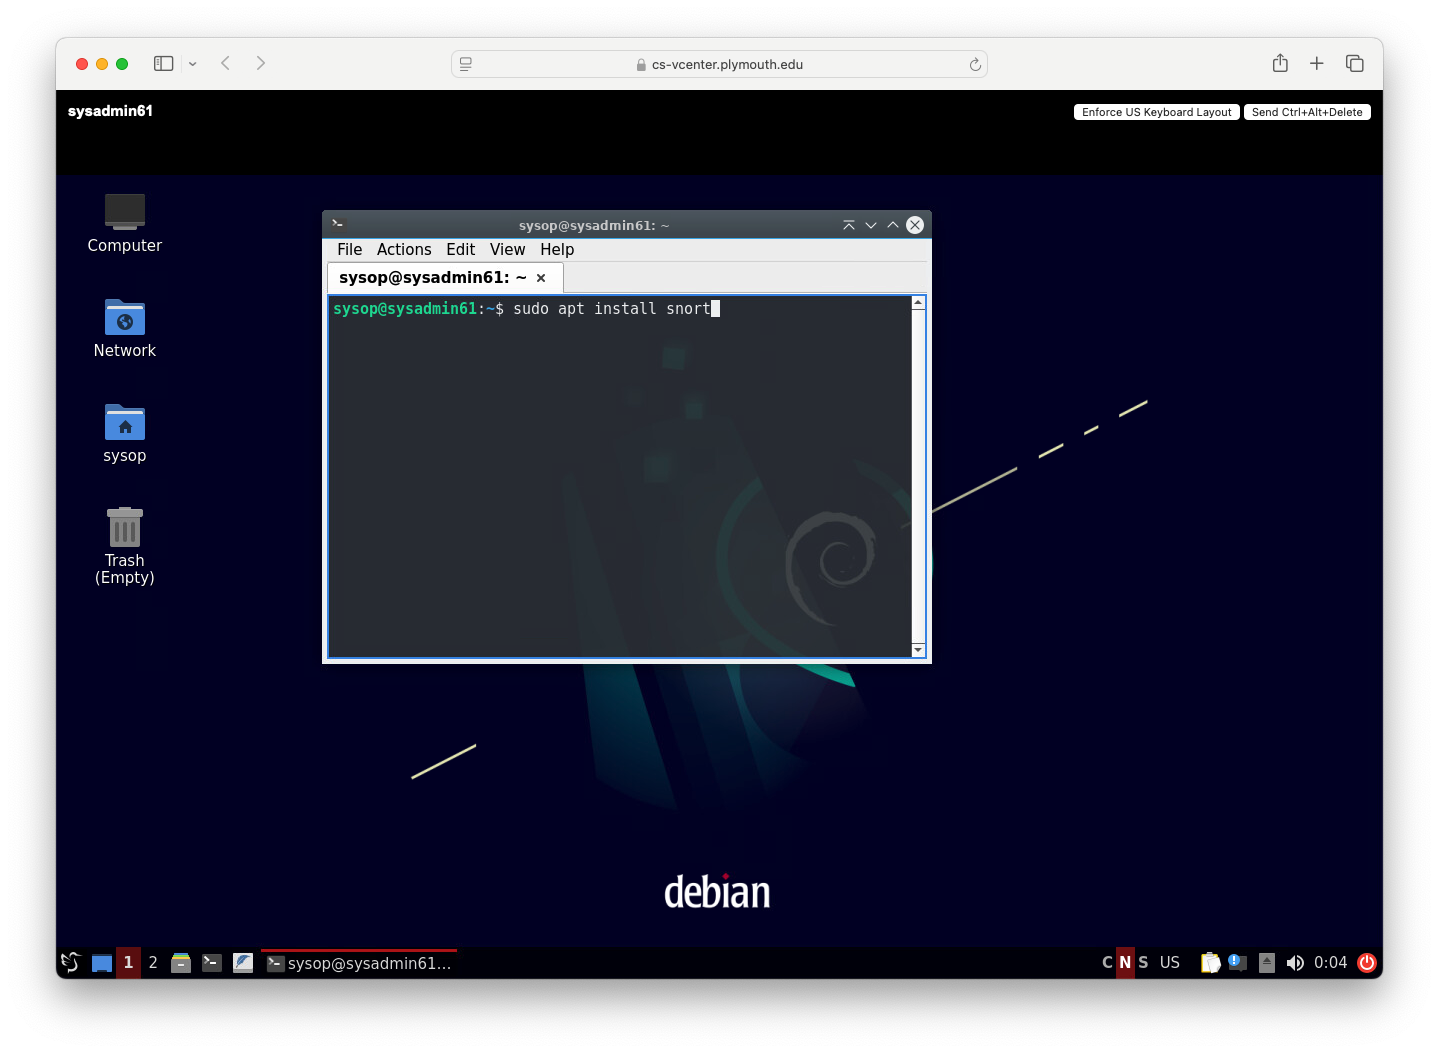 cs-vcenter.plymouth.edu
sysadmin61
Enforce US Keyboard Layout
Send Ctrl+Alt+Delete
Computer
Network
sysop
Trash
(Empty)
sysop@sysadmin61: ~
File Actions Edit View Help
sysop@sysadmin61: ~
sysop@sysadmin61:~$ sudo apt install snort
debian
1
2
sysop@sysadmin61...
C N S US
0:04